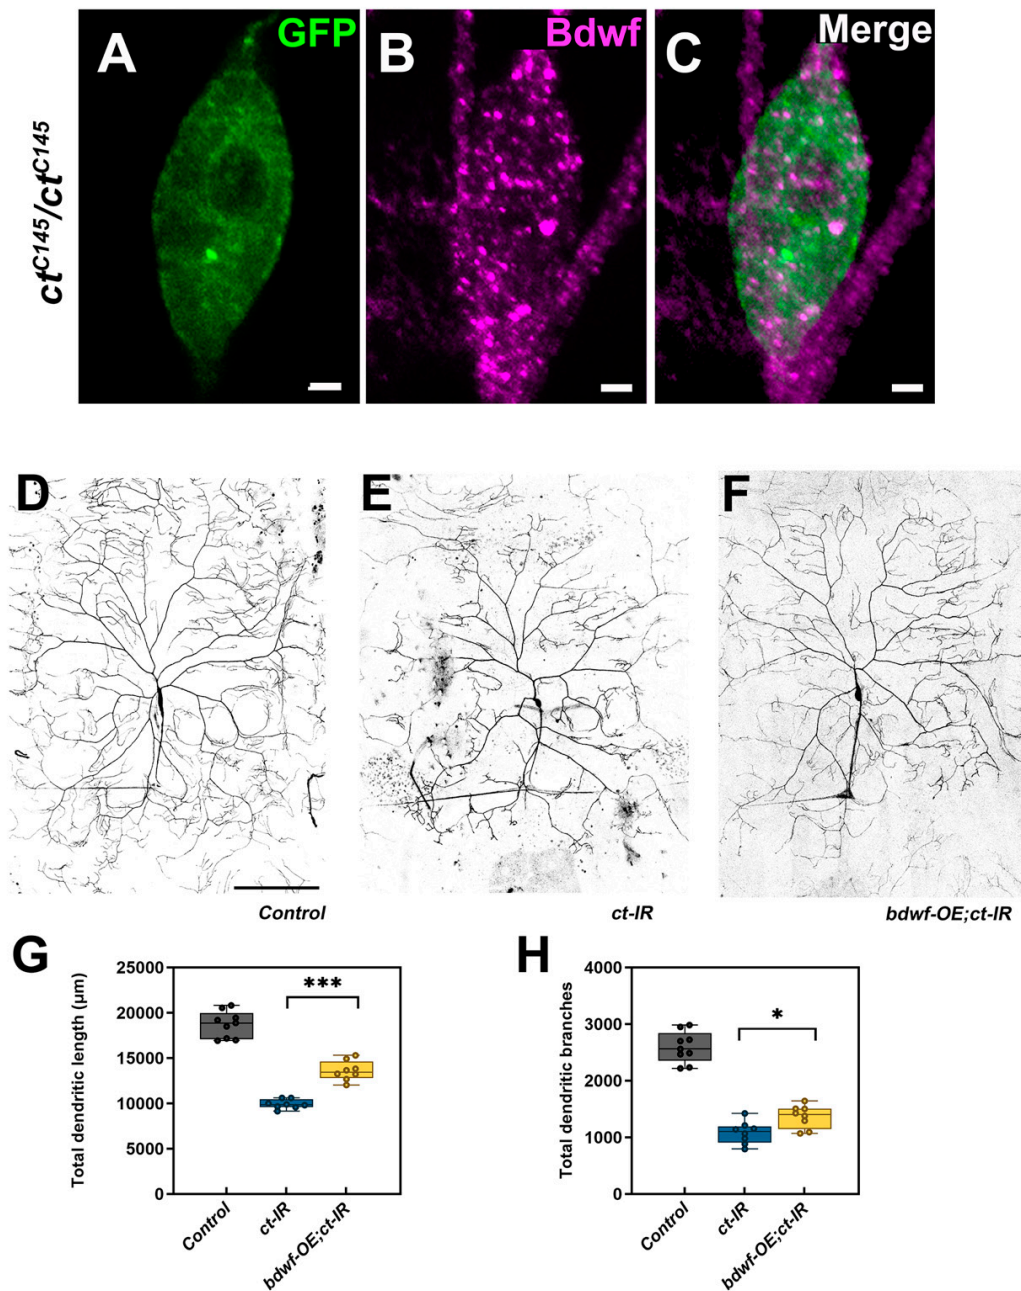 A
GFP
B
Bdwf
C
Merge
ct^C145/ct^C145
D
E
F
Control
ct-IR
bdwf-OE;ct-IR
G
Total dendritic length (µm)
25000
20000
15000
10000
5000
0
***
Control
ct-IR
bdwf-OE;ct-IR
H
Total dendritic branches
4000
3000
2000
1000
0
*
Control
ct-IR
bdwf-OE;ct-IR